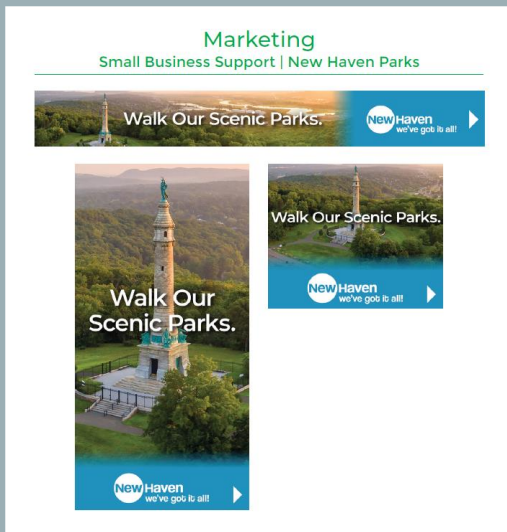 Marketing
Small Business Support | New Haven Parks
Walk Our Scenic Parks.
New Haven
we've got it all!
Walk Our
Scenic Parks.
New Haven
we've got it all!
Walk Our Scenic Parks.
New Haven
we've got it all!